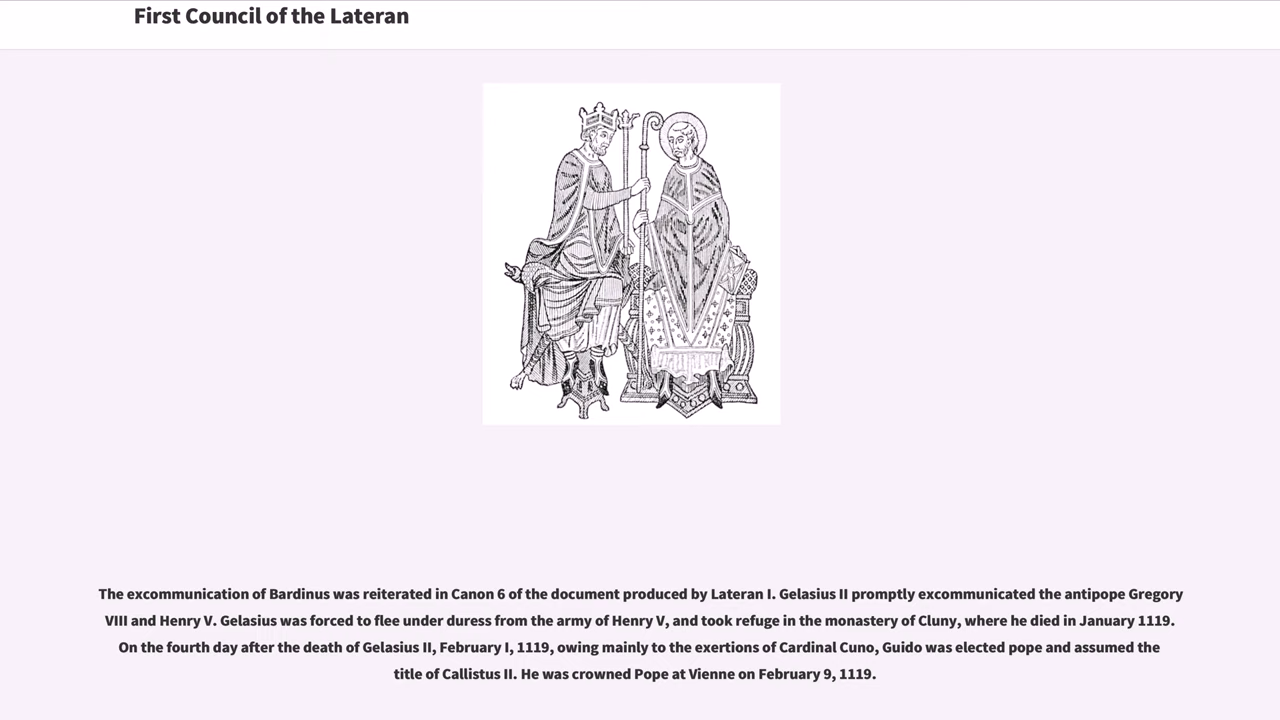 First Council of the Lateran
The excommunication of Bardinus was reiterated in Canon 6 of the document produced by Lateran I. Gelasius II promptly excommunicated the antipope Gregory
VIII and Henry V. Gelasius was forced to flee under duress from the army of Henry V, and took refuge in the monastery of Cluny, where he died in January 1119.
On the fourth day after the death of Gelasius II, February I, 1119, owing mainly to the exertions of Cardinal Cuno, Guido was elected pope and assumed the
title of Callistus II. He was crowned Pope at Vienne on February 9, 1119.